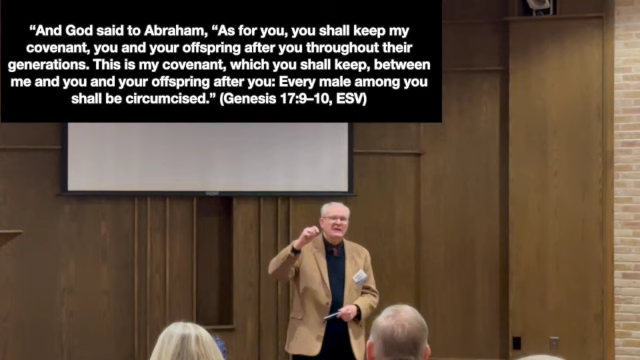 “And God said to Abraham, “As for you, you shall keep my
covenant, you and your offspring after you throughout their
generations. This is my covenant, which you shall keep, between
me and you and your offspring after you: Every male among you
shall be circumcised.” (Genesis 17:9–10, ESV)